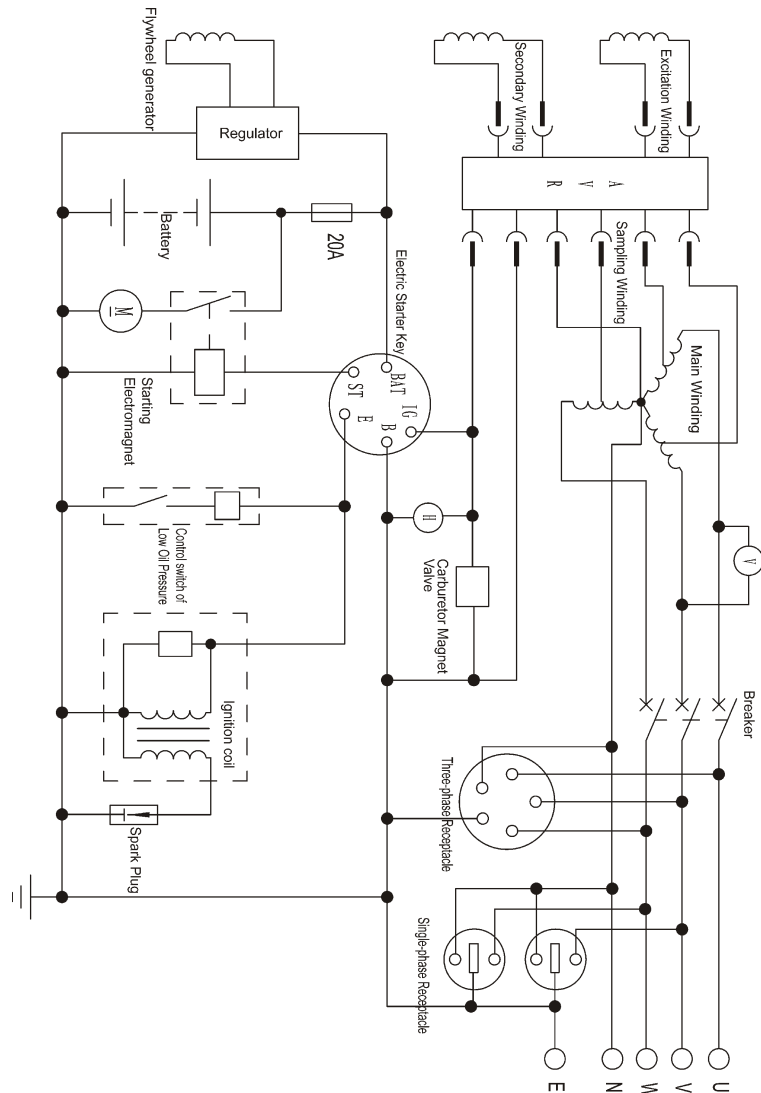 Flywheel generator
Regulator
Secondary Winding
Excitation Winding
AVR
Battery
20A
Sampling Winding
Electric Starter Key
M
Main Winding
BAT
IG
ST
E
B
Starting
Electromagnet
H
V
Control switch of
Low Oil Pressure
Carburetor Magnet
Valve
Ignition coil
Breaker
Three-phase Receptacle
Spark Plug
Single-phase Receptacle
E
N
W
V
U